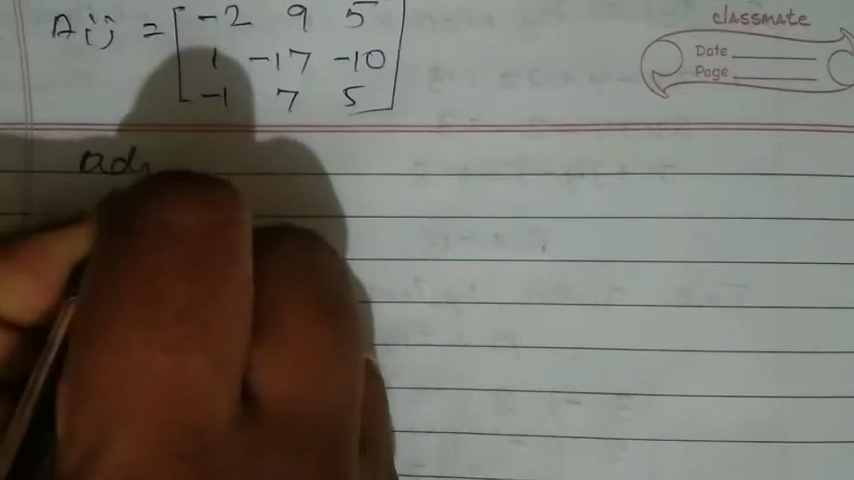 classmate
Date
Page
Aij = [ -2 9 5
1 -17 -10
-1 7 5 ]
adj